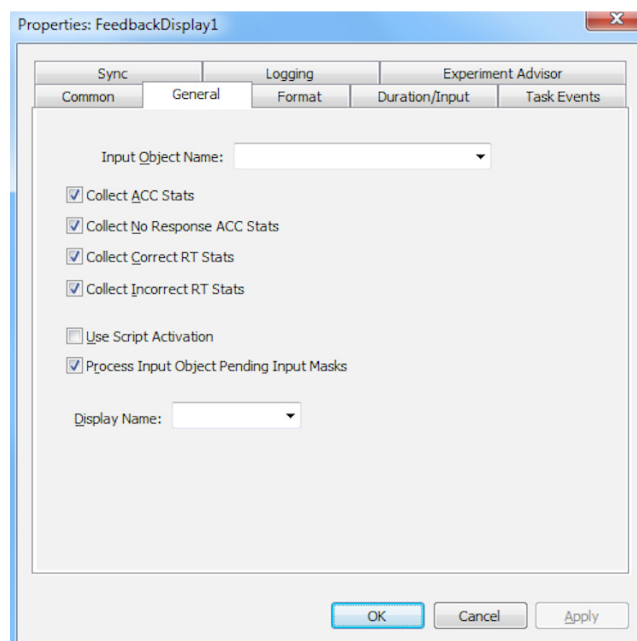 Properties: FeedbackDisplay1
Sync Logging Experiment Advisor
Common General Format Duration/Input Task Events
Input Object Name:
Collect ACC Stats
Collect No Response ACC Stats
Collect Correct RT Stats
Collect Incorrect RT Stats
Use Script Activation
Process Input Object Pending Input Masks
Display Name:
OK Cancel Apply